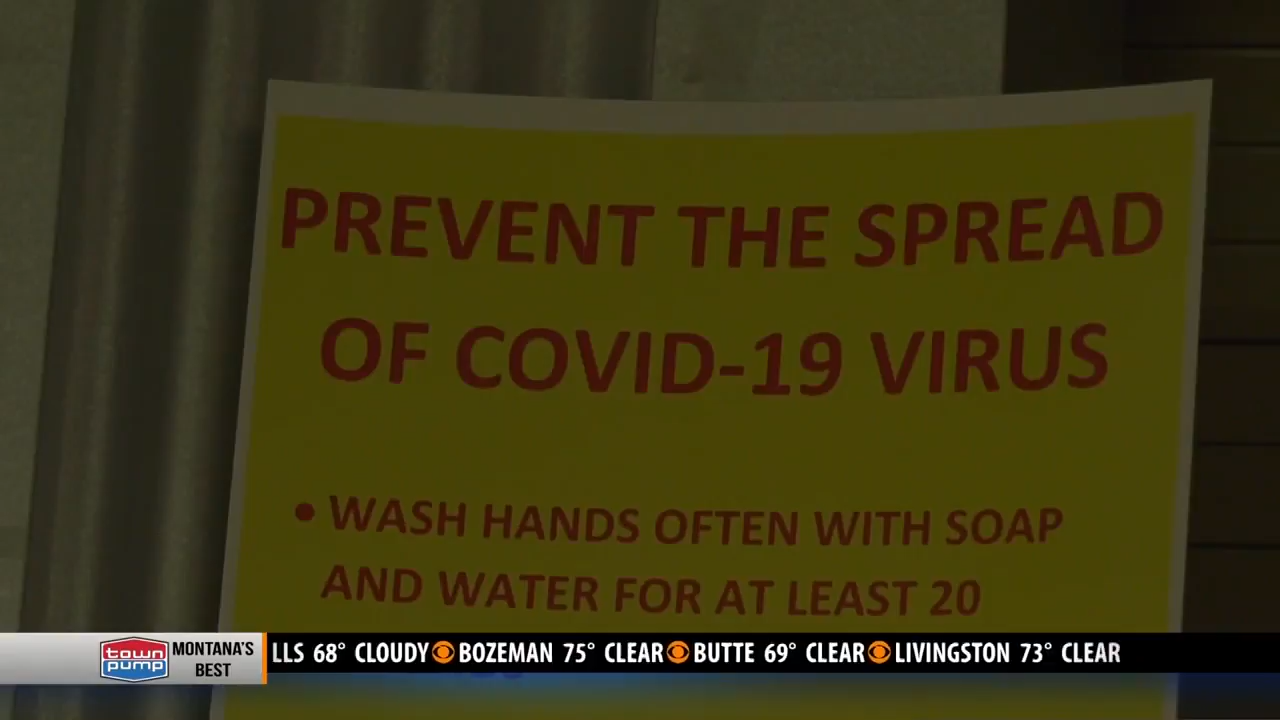 PREVENT THE SPREAD
OF COVID-19 VIRUS
• WASH HANDS OFTEN WITH SOAP
AND WATER FOR AT LEAST 20
town
pump
MONTANA'S
BEST
LLS 68° CLOUDY BOZEMAN 75° CLEAR BUTTE 69° CLEAR LIVINGSTON 73° CLEAR